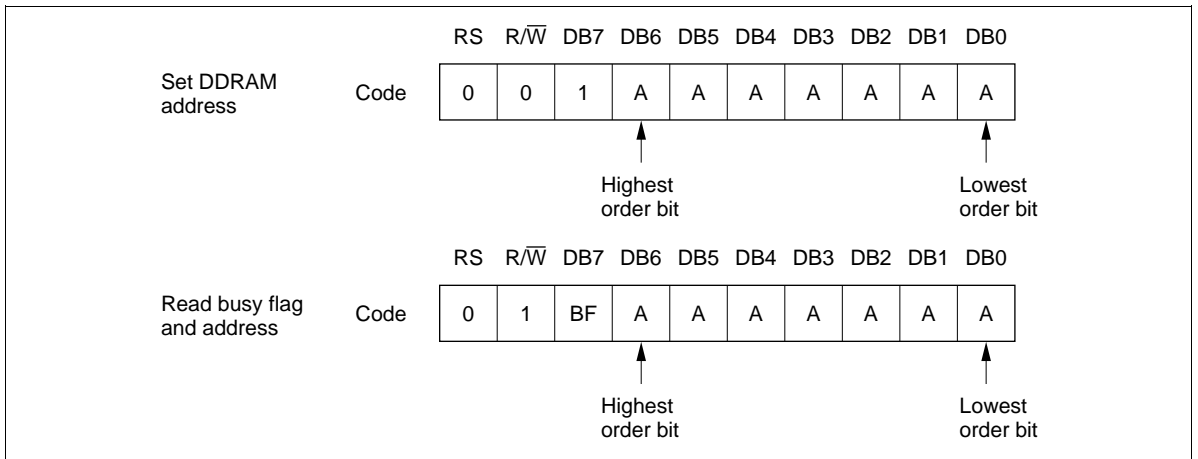 RS R/W̅ DB7 DB6 DB5 DB4 DB3 DB2 DB1 DB0
Set DDRAM
address
Code 0 0 1 A A A A A A A
Highest
order bit
Lowest
order bit
RS R/W̅ DB7 DB6 DB5 DB4 DB3 DB2 DB1 DB0
Read busy flag
and address
Code 0 1 BF A A A A A A A
Highest
order bit
Lowest
order bit